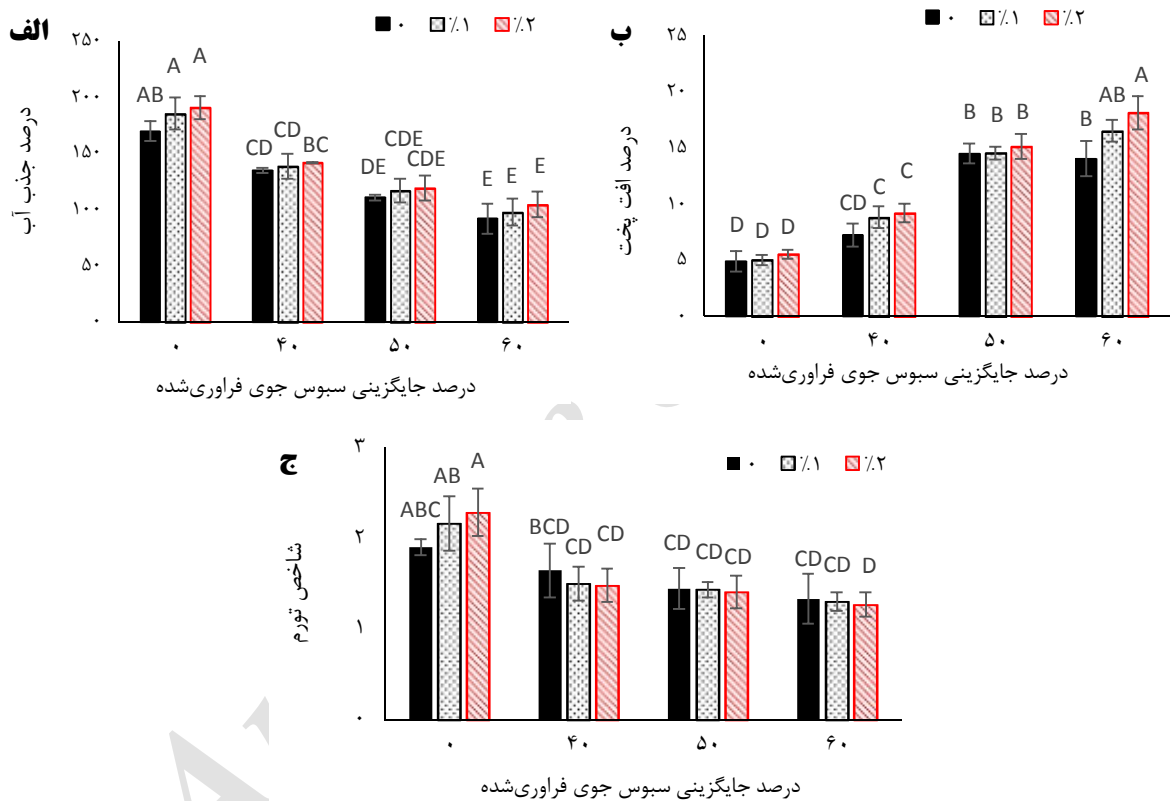 الف
۰ ٪۱ ٪۲
درصد جذب آب
۲۵۰
۲۰۰
۱۵۰
۱۰۰
۵۰
۰
AB A A
CD CD BC
DE CDE CDE
E E E
۰ ۴۰ ۵۰ ۶۰
درصد جایگزینی سبوس جوی فراوری‌شده
ب
۰ ٪۱ ٪۲
درصد افت پخت
۲۵
۲۰
۱۵
۱۰
۵
۰
D D D
CD C C
B B B
B AB A
۰ ۴۰ ۵۰ ۶۰
درصد جایگزینی سبوس جوی فراوری‌شده
ج
۰ ٪۱ ٪۲
شاخص تورم
۳
۲
۱
۰
ABC AB A
BCD CD CD
CD CD CD
CD CD D
۰ ۴۰ ۵۰ ۶۰
درصد جایگزینی سبوس جوی فراوری‌شده